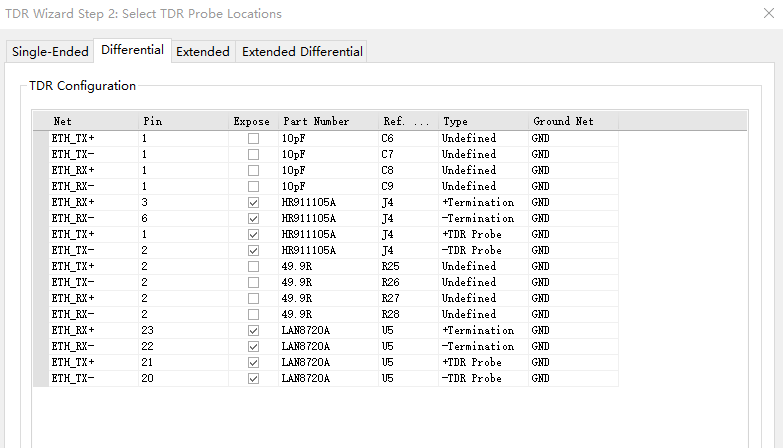 TDR Wizard Step 2: Select TDR Probe Locations
Single-Ended Differential Extended Extended Differential
TDR Configuration
Net Pin Expose Part Number Ref. ... Type Ground Net
ETH_TX+ 1 10pF C6 Undefined GND
ETH_TX- 1 10pF C7 Undefined GND
ETH_RX+ 1 10pF C8 Undefined GND
ETH_RX- 1 10pF C9 Undefined GND
ETH_RX+ 3 HR911105A J4 +Termination GND
ETH_RX- 6 HR911105A J4 -Termination GND
ETH_TX+ 1 HR911105A J4 +TDR Probe GND
ETH_TX- 2 HR911105A J4 -TDR Probe GND
ETH_TX+ 2 49.9R R25 Undefined GND
ETH_TX- 2 49.9R R26 Undefined GND
ETH_RX+ 2 49.9R R27 Undefined GND
ETH_RX- 2 49.9R R28 Undefined GND
ETH_RX+ 23 LAN8720A U5 +Termination GND
ETH_RX- 22 LAN8720A U5 -Termination GND
ETH_TX+ 21 LAN8720A U5 +TDR Probe GND
ETH_TX- 20 LAN8720A U5 -TDR Probe GND